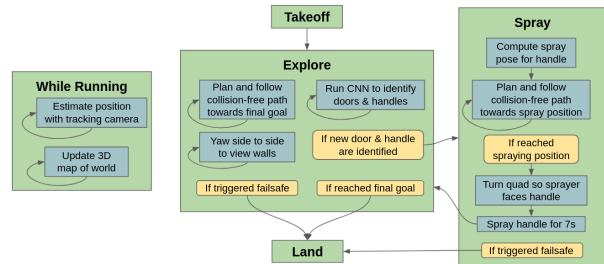 Takeoff
While Running
Estimate position
with tracking camera
Update 3D
map of world
Explore
Plan and follow
collision-free path
towards final goal
Run CNN to identify
doors & handles
Yaw side to side
to view walls
If new door & handle
are identified
If triggered failsafe
If reached final goal
Land
Spray
Compute spray
pose for handle
Plan and follow
collision-free path
towards spray position
If reached
spraying position
Turn quad so sprayer
faces handle
Spray handle for 7s
If triggered failsafe